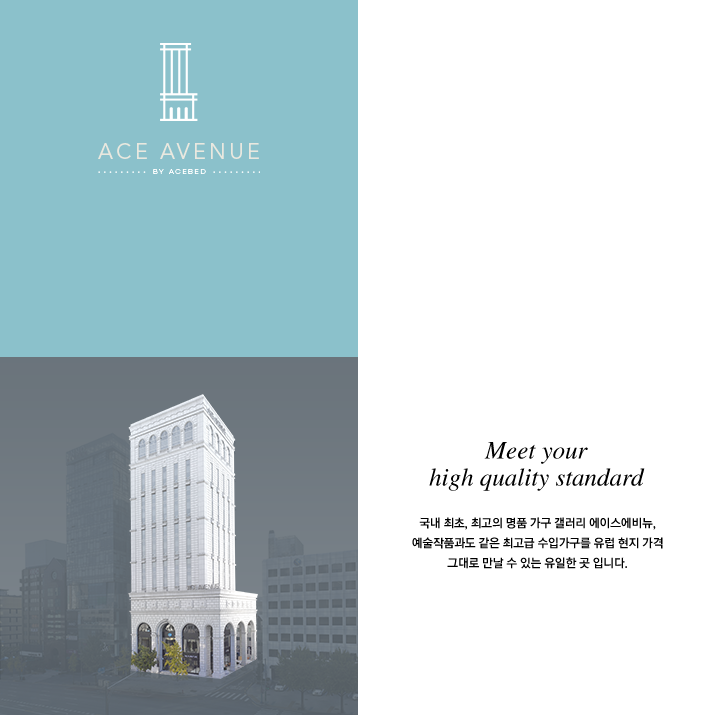 ACE AVENUE
BY ACEBED
Meet your
high quality standard
국내 최초, 최고의 명품 가구 갤러리 에이스에비뉴,
예술작품과도 같은 최고급 수입가구를 유럽 현지 가격
그대로 만날 수 있는 유일한 곳 입니다.